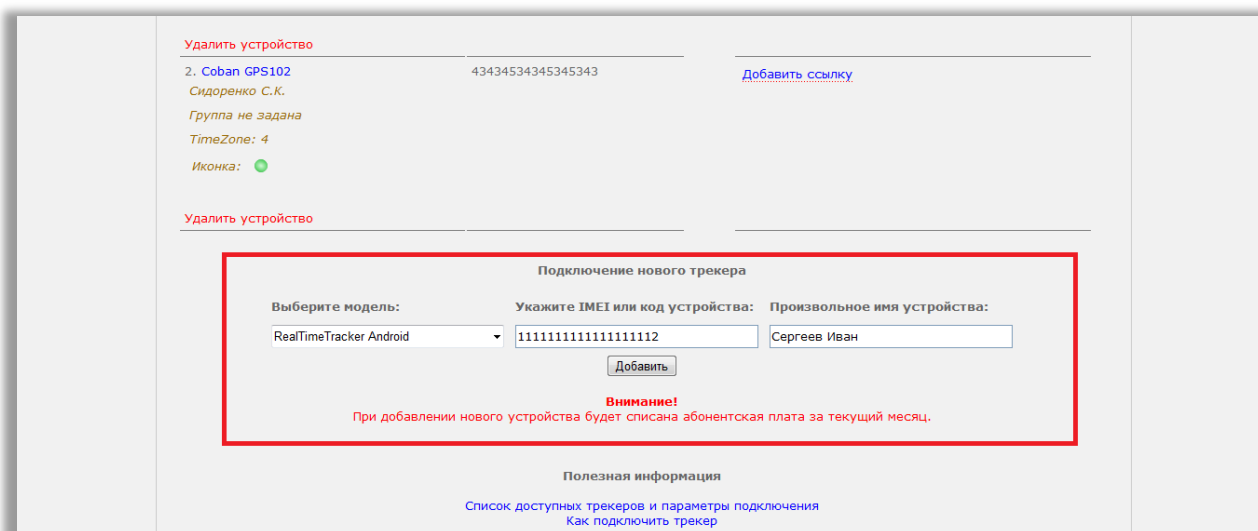 Удалить устройство
2. Coban GPS102 43434534345345343 Добавить ссылку
Сидоренко С.К.
Группа не задана
TimeZone: 4
Иконка:
Удалить устройство
Подключение нового трекера
Выберите модель: Укажите IMEI или код устройства: Произвольное имя устройства:
RealTimeTracker Android 1111111111111111112 Сергеев Иван
Добавить
Внимание!
При добавлении нового устройства будет списана абонентская плата за текущий месяц.
Полезная информация
Список доступных трекеров и параметры подключения
Как подключить трекер